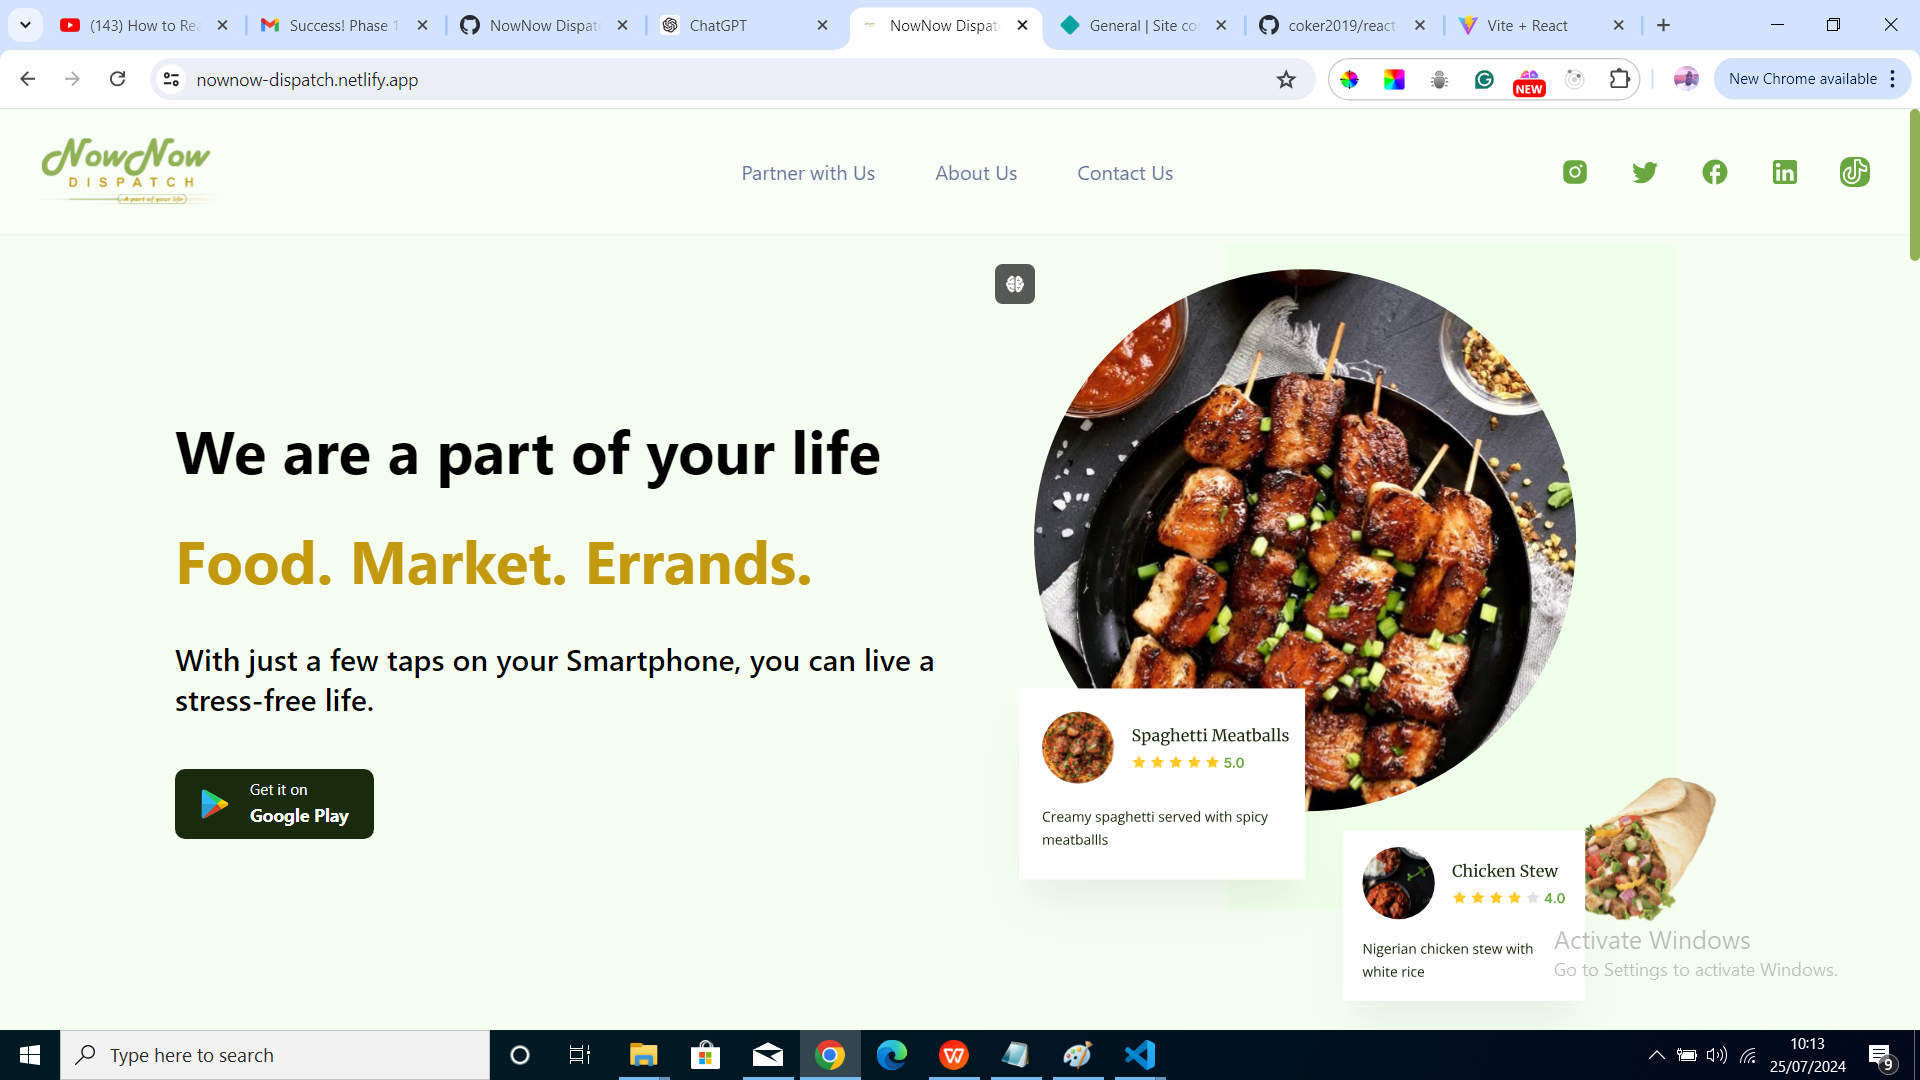 (143) How to Rea
Success! Phase 1
NowNow Dispatc
ChatGPT
NowNow Dispatc
General | Site co
coker2019/react
Vite + React
nownow-dispatch.netlify.app
NEW
New Chrome available
NowNow
DISPATCH
A part of your life
Partner with Us
About Us
Contact Us
We are a part of your life
Food. Market. Errands.
With just a few taps on your Smartphone, you can live a
stress-free life.
Get it on
Google Play
Spaghetti Meatballs
5.0
Creamy spaghetti served with spicy
meatballls
Chicken Stew
4.0
Nigerian chicken stew with
white rice
Activate Windows
Go to Settings to activate Windows.
Type here to search
10:13
25/07/2024
9